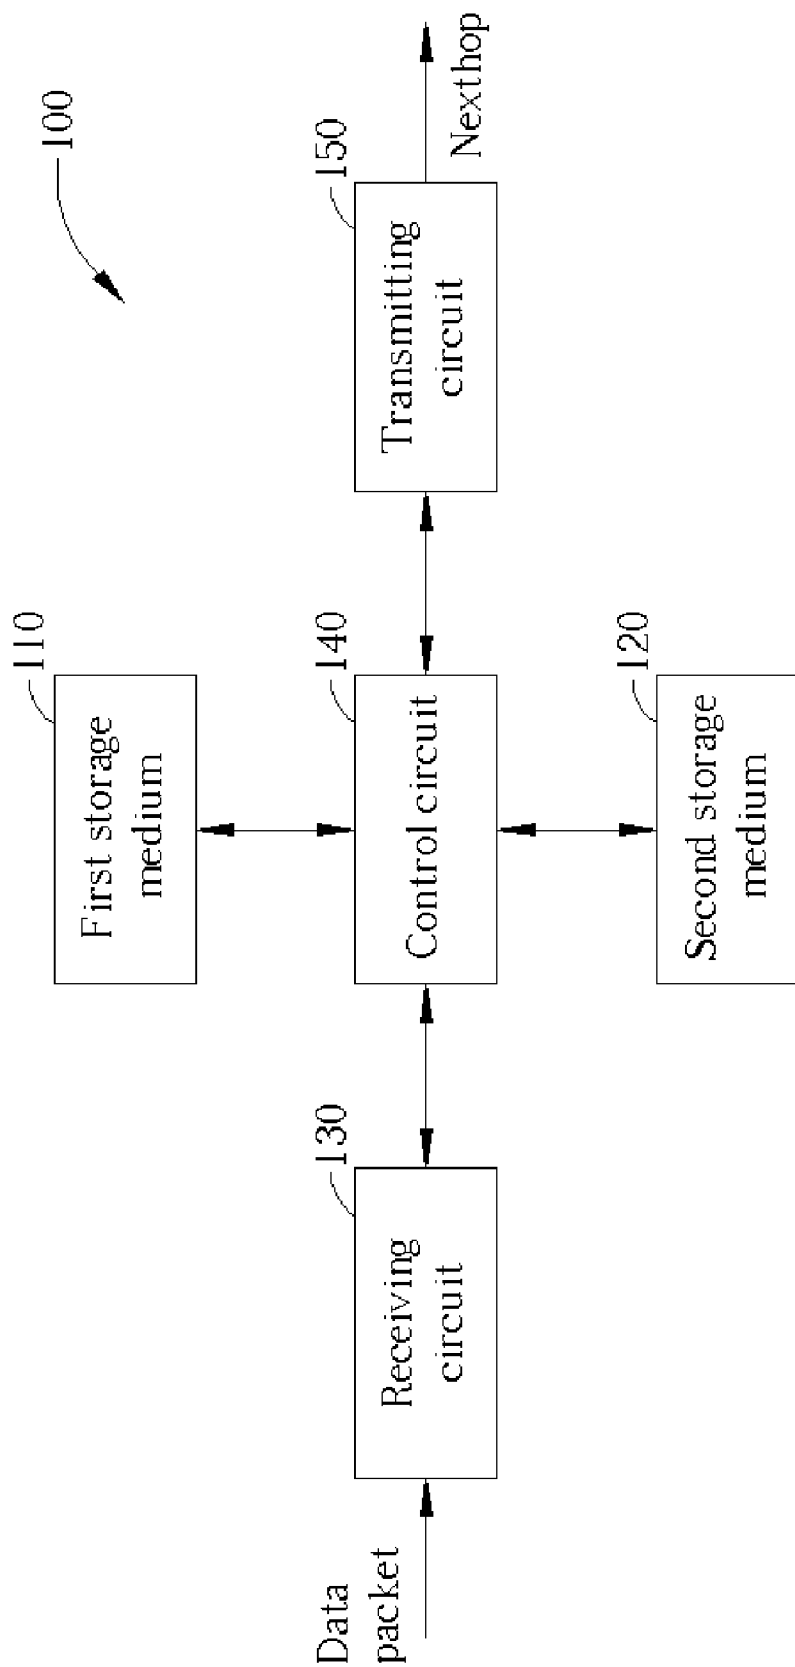 100
110
First storage
medium
Data
packet
130
Receiving
circuit
140
Control circuit
150
Transmitting
circuit
Nexthop
120
Second storage
medium